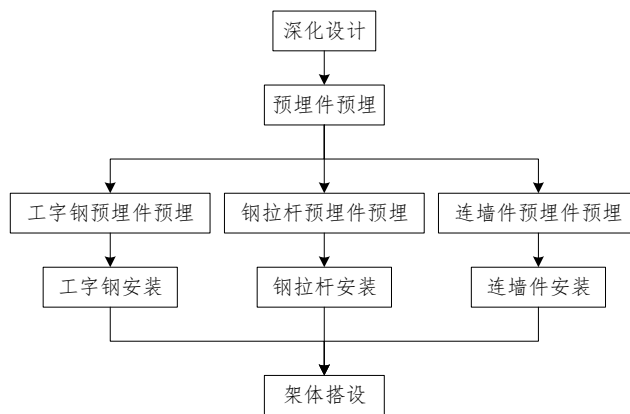 深化设计
预埋件预埋
工字钢预埋件预埋
钢拉杆预埋件预埋
连墙件预埋件预埋
工字钢安装
钢拉杆安装
连墙件安装
架体搭设